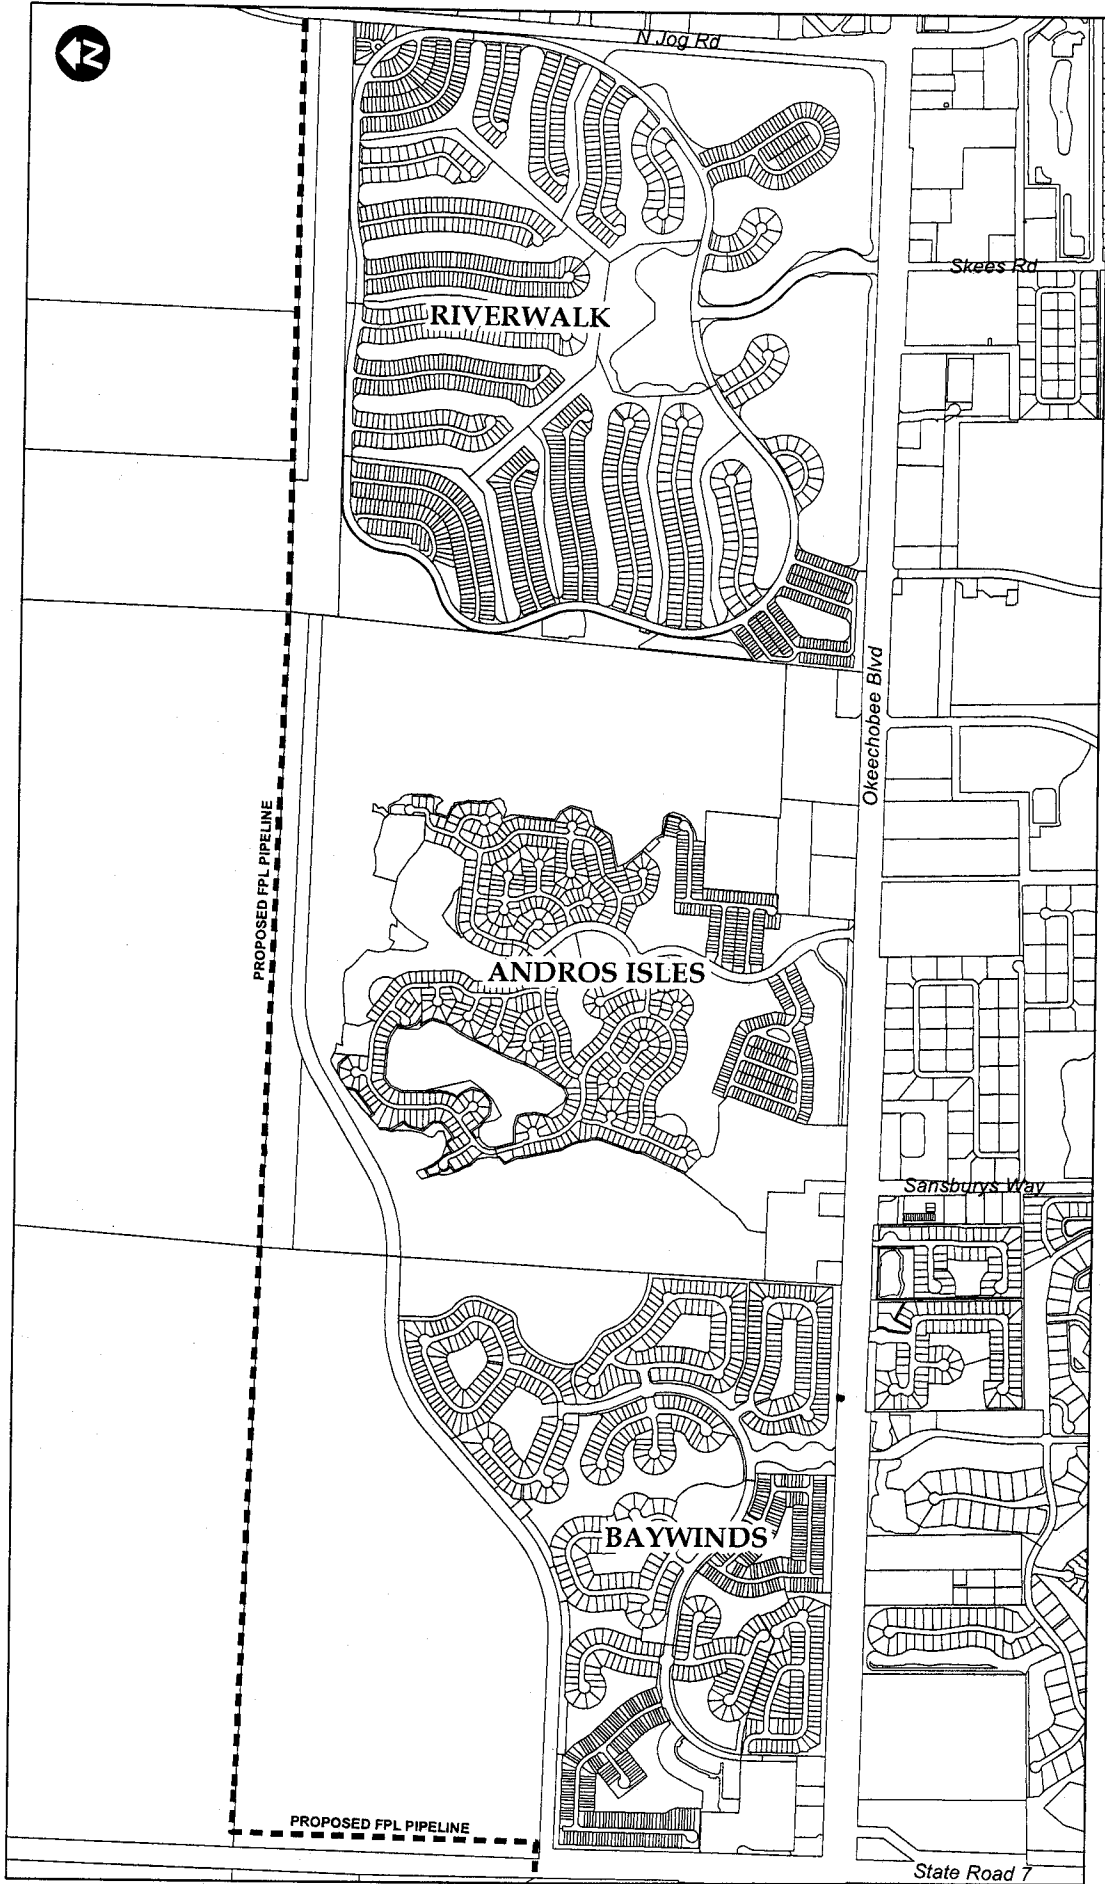 N
N Jog Rd
Skees Rd
RIVERWALK
Okeechobee Blvd
PROPOSED FPL PIPELINE
ANDROS ISLES
Sansburys Way
BAYWINDS
PROPOSED FPL PIPELINE
State Road 7